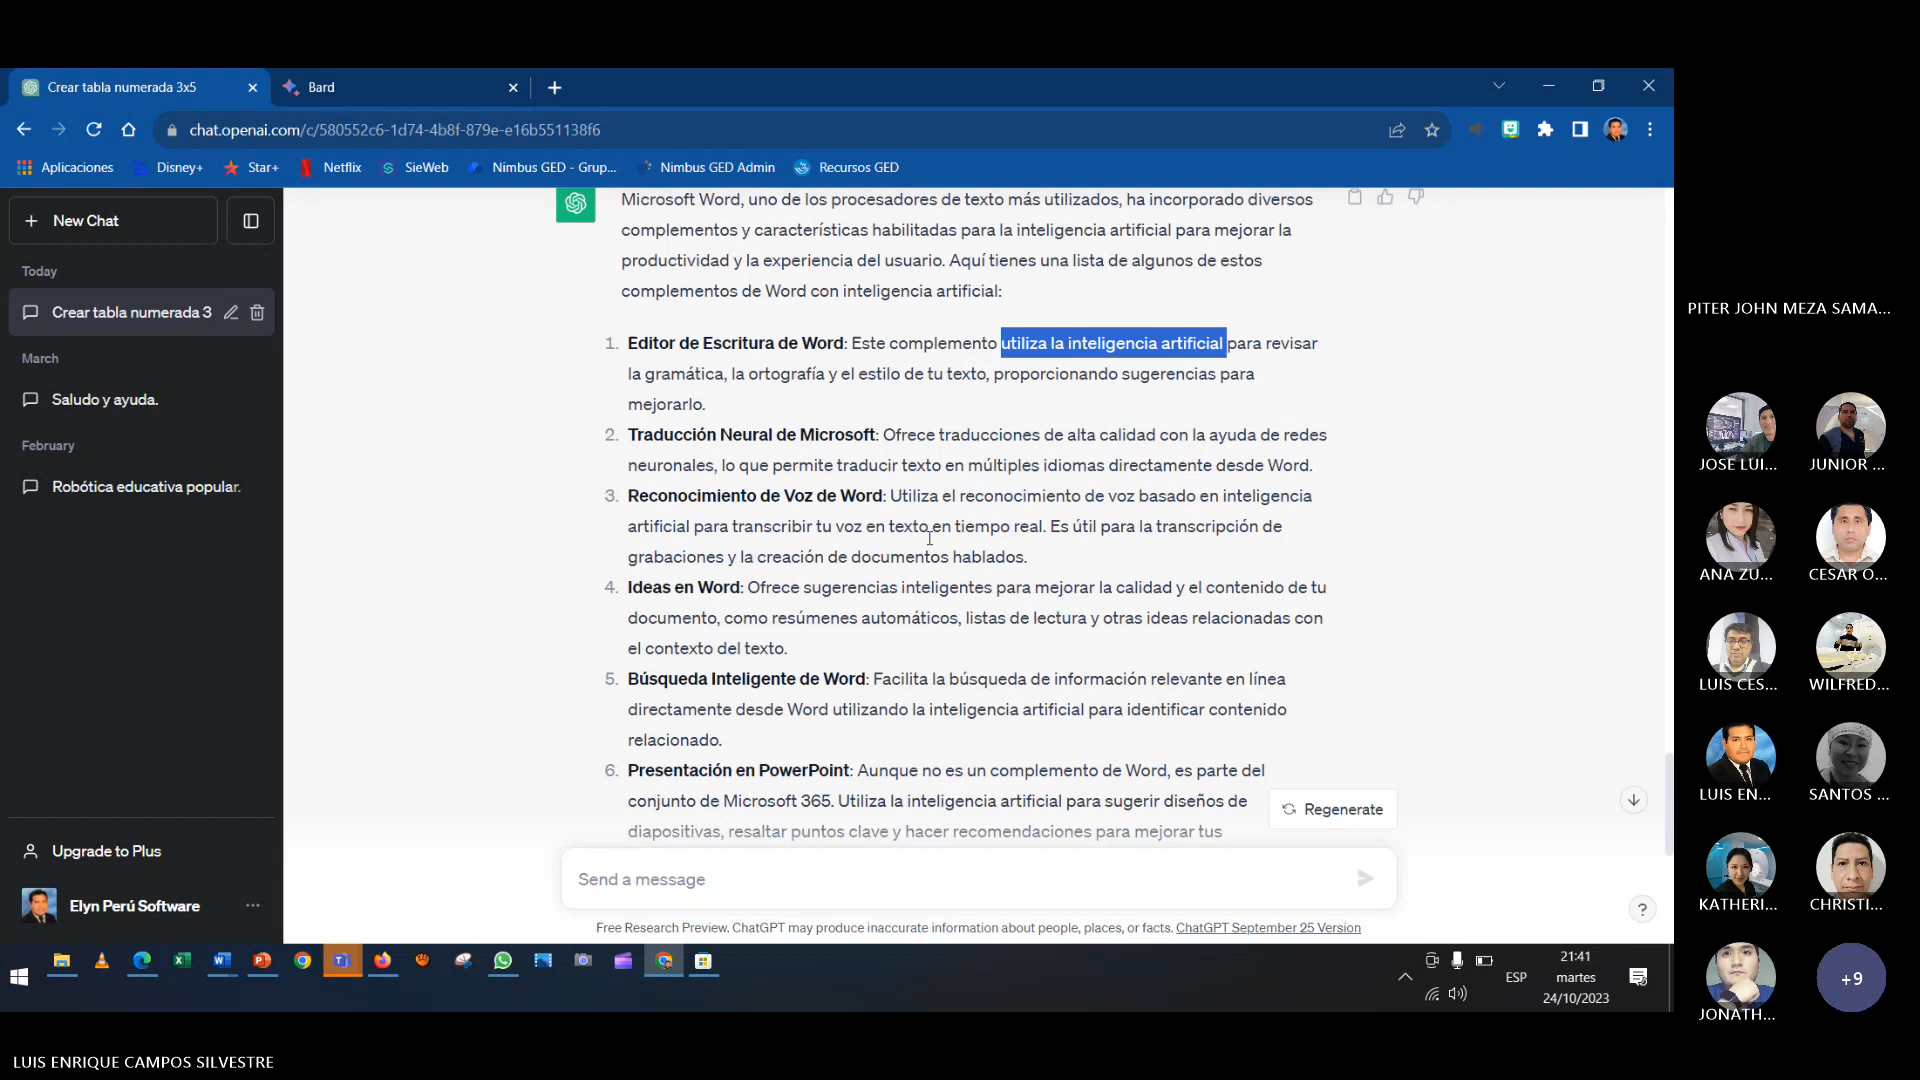 Crear tabla numerada 3x5
Bard
chat.openai.com/c/580552c6-1d74-4b8f-879e-e16b551138f6
Aplicaciones
Disney+
Star+
Netflix
SieWeb
Nimbus GED - Grup...
Nimbus GED Admin
Recursos GED
New Chat
Today
Crear tabla numerada 3
March
Saludo y ayuda.
February
Robótica educativa popular.
Upgrade to Plus
Elyn Perú Software
Microsoft Word, uno de los procesadores de texto más utilizados, ha incorporado diversos
complementos y características habilitadas para la inteligencia artificial para mejorar la
productividad y la experiencia del usuario. Aquí tienes una lista de algunos de estos
complementos de Word con inteligencia artificial:
1. Editor de Escritura de Word: Este complemento utiliza la inteligencia artificial para revisar
la gramática, la ortografía y el estilo de tu texto, proporcionando sugerencias para
mejorarlo.
2. Traducción Neural de Microsoft: Ofrece traducciones de alta calidad con la ayuda de redes
neuronales, lo que permite traducir texto en múltiples idiomas directamente desde Word.
3. Reconocimiento de Voz de Word: Utiliza el reconocimiento de voz basado en inteligencia
artificial para transcribir tu voz en texto en tiempo real. Es útil para la transcripción de
grabaciones y la creación de documentos hablados.
4. Ideas en Word: Ofrece sugerencias inteligentes para mejorar la calidad y el contenido de tu
documento, como resúmenes automáticos, listas de lectura y otras ideas relacionadas con
el contexto del texto.
5. Búsqueda Inteligente de Word: Facilita la búsqueda de información relevante en línea
directamente desde Word utilizando la inteligencia artificial para identificar contenido
relacionado.
6. Presentación en PowerPoint: Aunque no es un complemento de Word, es parte del
conjunto de Microsoft 365. Utiliza la inteligencia artificial para sugerir diseños de
diapositivas, resaltar puntos clave y hacer recomendaciones para mejorar tus
Regenerate
Send a message
?
Free Research Preview. ChatGPT may produce inaccurate information about people, places, or facts. ChatGPT September 25 Version
ESP
21:41
martes
24/10/2023
PITER JOHN MEZA SAMA...
JOSE LUI...
JUNIOR ...
ANA ZU...
CESAR O...
LUIS CES...
WILFRED...
LUIS EN...
SANTOS ...
KATHERI...
CHRISTI...
JONATH...
+9
LUIS ENRIQUE CAMPOS SILVESTRE